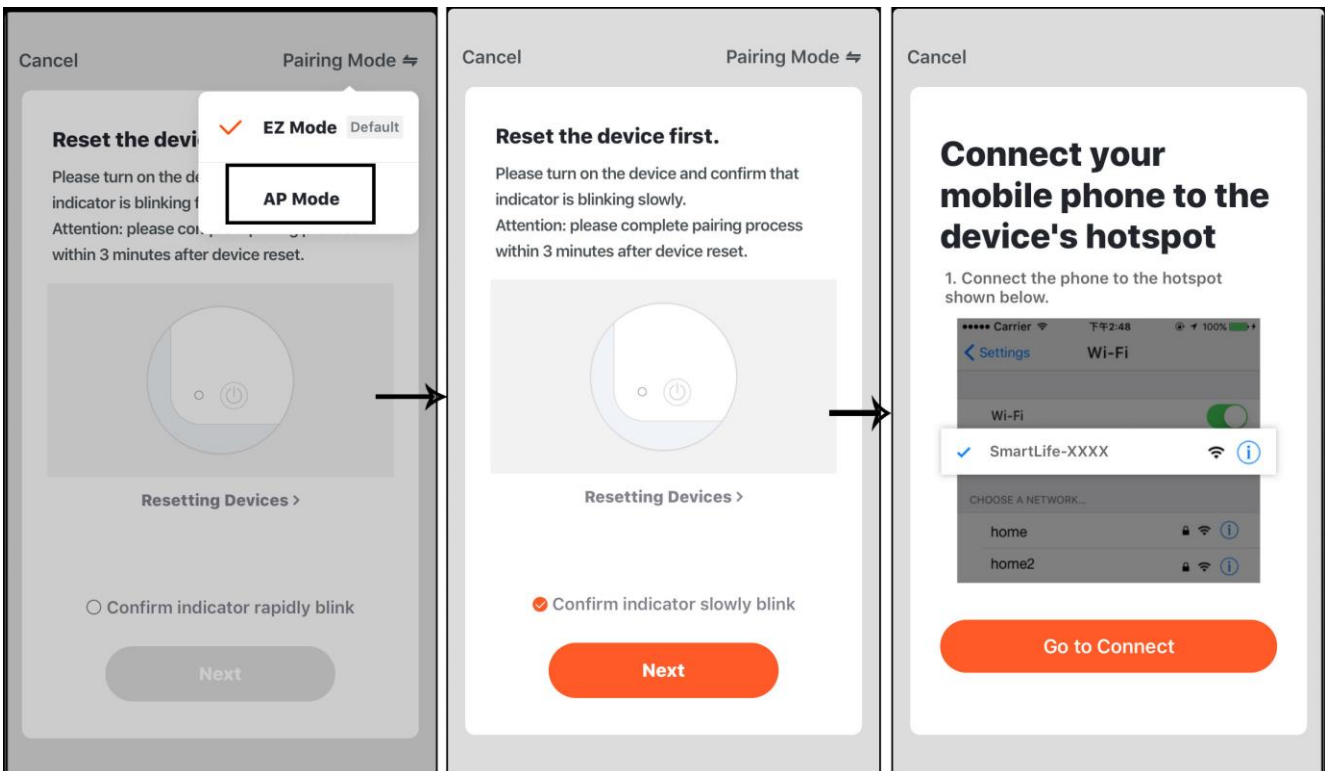 Cancel
Pairing Mode ⇋
EZ Mode Default
AP Mode
Reset the devi
Please turn on the de
indicator is blinking f
Attention: please
within 3 minutes after device reset.
Resetting Devices >
Confirm indicator rapidly blink
Next
Cancel
Pairing Mode ⇋
Reset the device first.
Please turn on the device and confirm that
indicator is blinking slowly.
Attention: please complete pairing process
within 3 minutes after device reset.
Resetting Devices >
Confirm indicator slowly blink
Next
Cancel
Connect your
mobile phone to the
device's hotspot
1. Connect the phone to the hotspot
shown below.
Carrier 下午2:48 100%
Settings Wi-Fi
Wi-Fi
SmartLife-XXXX
CHOOSE A NETWORK...
home
home2
Go to Connect